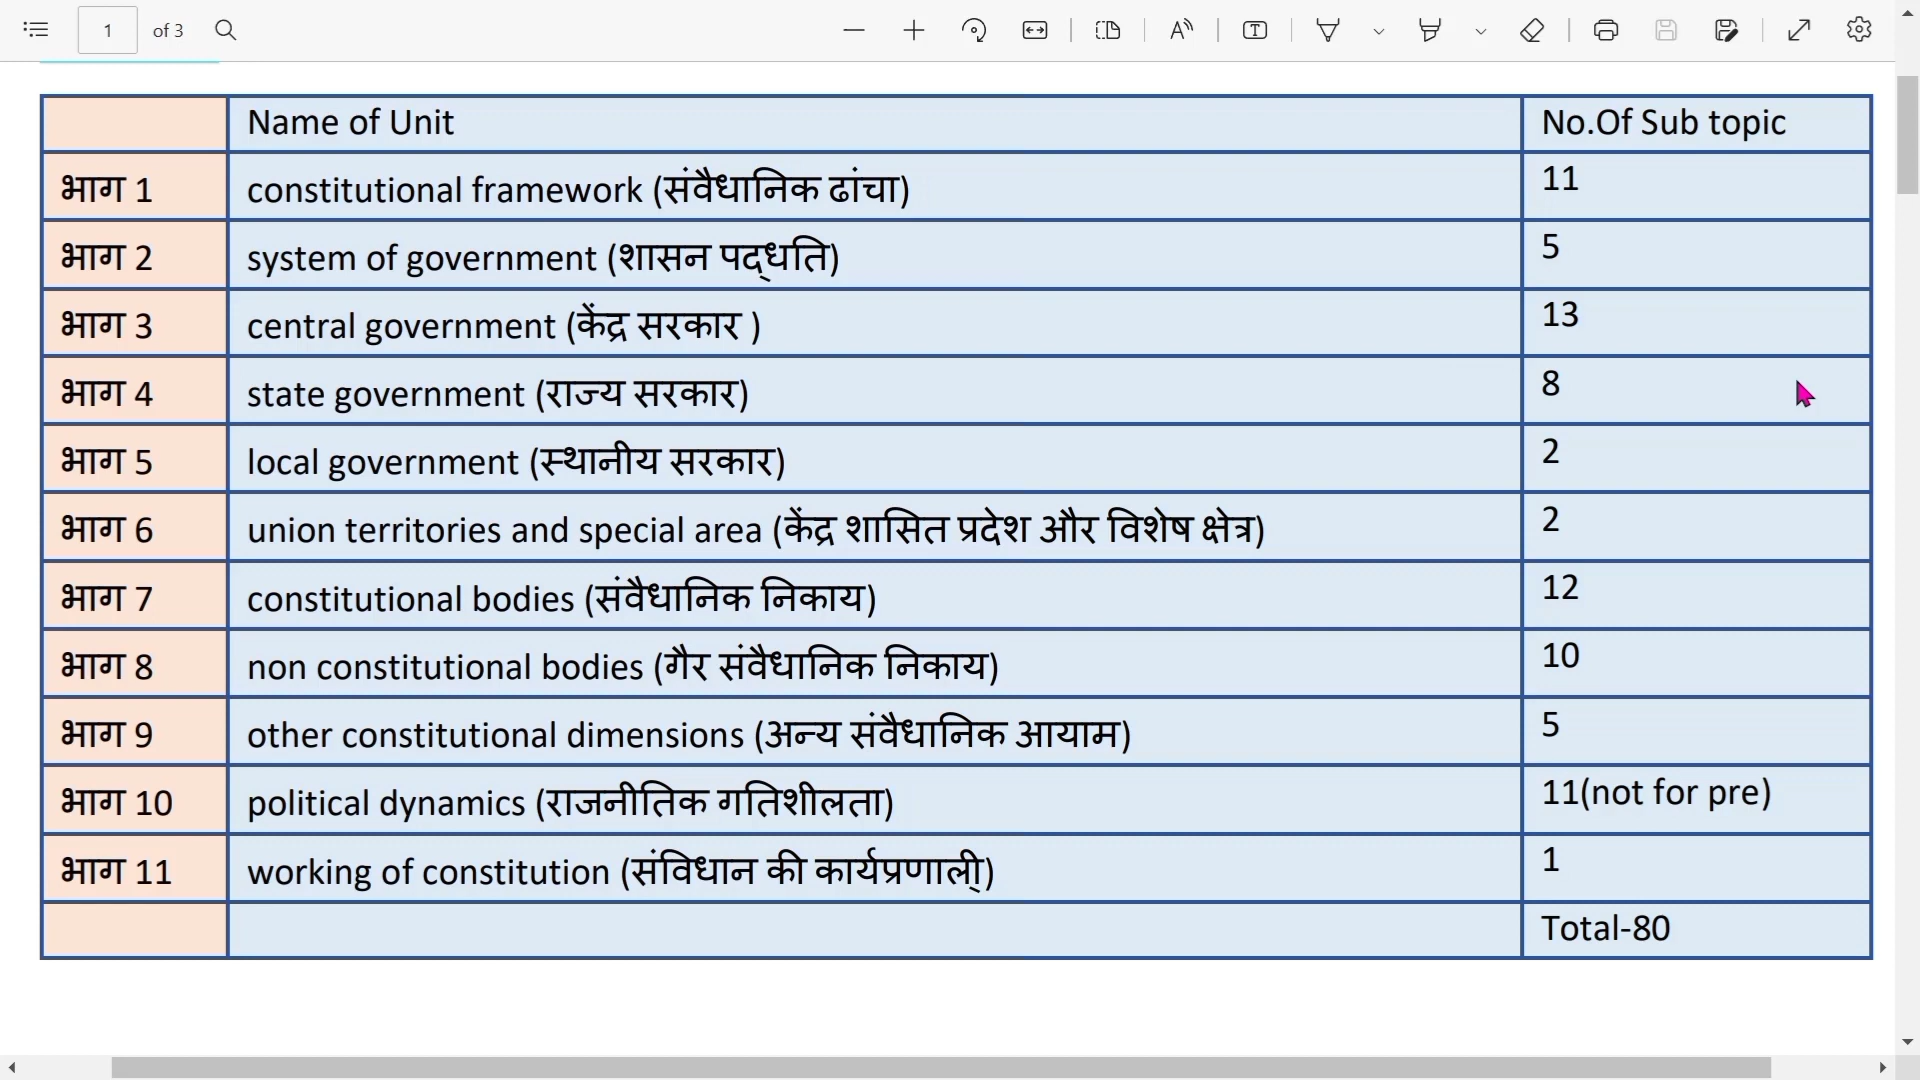 1 of 3
Name of Unit No.Of Sub topic
भाग 1 constitutional framework (संवैधानिक ढांचा) 11
भाग 2 system of government (शासन पद्धति) 5
भाग 3 central government (केंद्र सरकार ) 13
भाग 4 state government (राज्य सरकार) 8
भाग 5 local government (स्थानीय सरकार) 2
भाग 6 union territories and special area (केंद्र शासित प्रदेश और विशेष क्षेत्र) 2
भाग 7 constitutional bodies (संवैधानिक निकाय) 12
भाग 8 non constitutional bodies (गैर संवैधानिक निकाय) 10
भाग 9 other constitutional dimensions (अन्य संवैधानिक आयाम) 5
भाग 10 political dynamics (राजनीतिक गतिशीलता) 11(not for pre)
भाग 11 working of constitution (संविधान की कार्यप्रणाली्) 1
Total-80